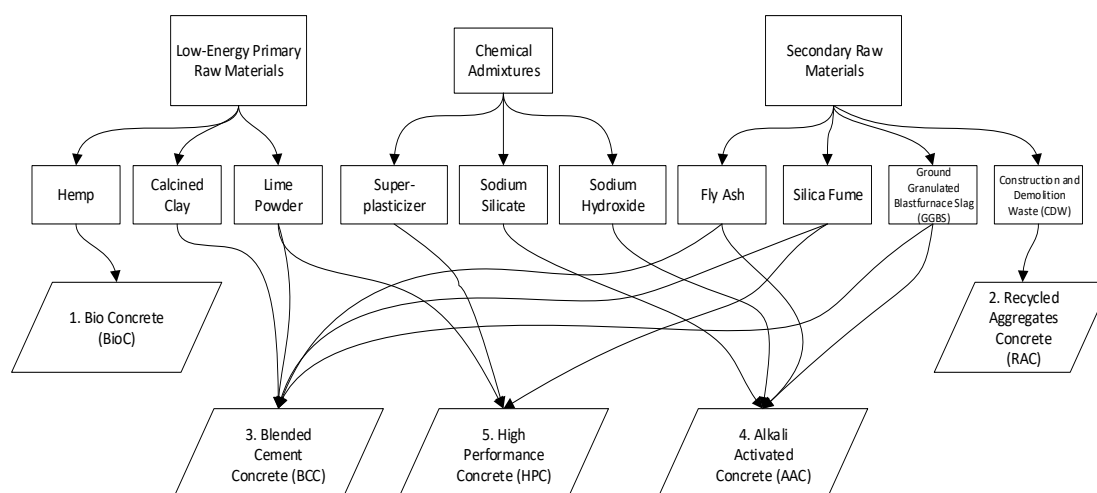 Low-Energy Primary
Raw Materials
Chemical
Admixtures
Secondary Raw
Materials
Hemp
Calcined
Clay
Lime
Powder
Super-
plasticizer
Sodium
Silicate
Sodium
Hydroxide
Fly Ash
Silica Fume
Ground
Granulated
Blastfurnace Slag
(GGBS)
Construction and
Demolition
Waste (CDW)
1. Bio Concrete
(BioC)
2. Recycled
Aggregates
Concrete
(RAC)
3. Blended
Cement
Concrete (BCC)
5. High
Performance
Concrete (HPC)
4. Alkali
Activated
Concrete (AAC)